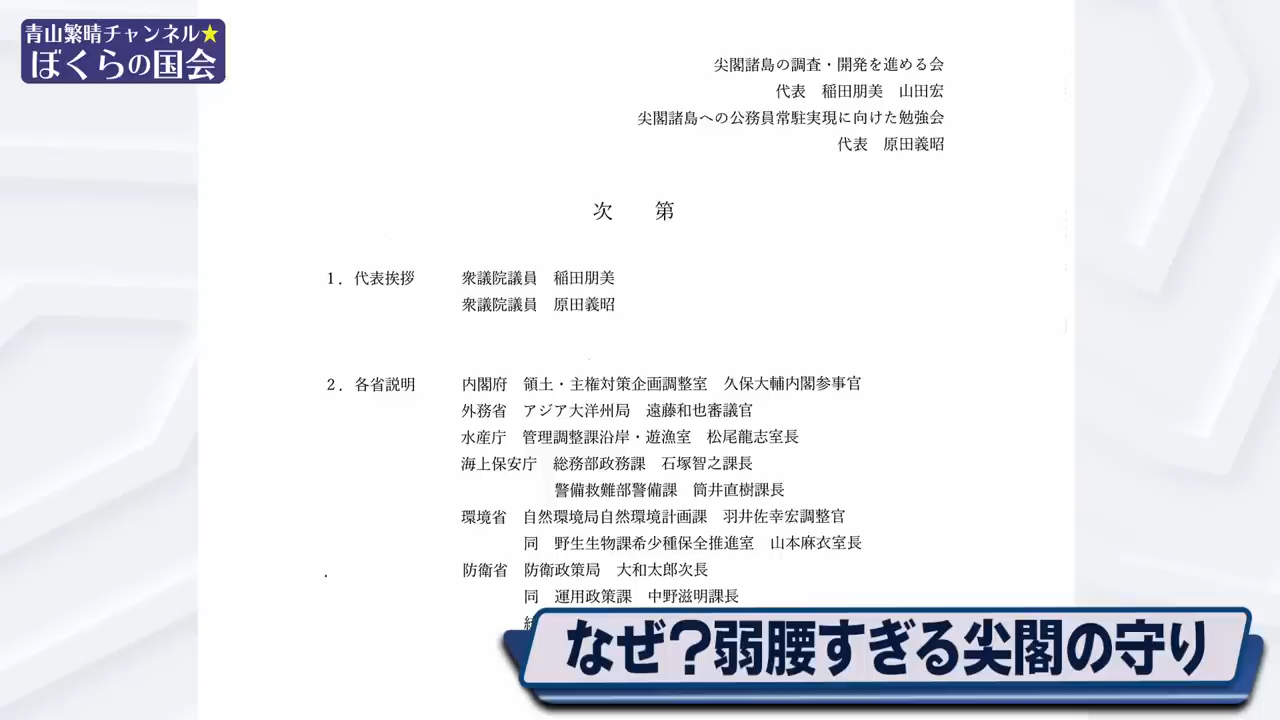 青山繁晴チャンネル★
ぼくらの国会
尖閣諸島の調査・開発を進める会
代表 稲田朋美 山田宏
尖閣諸島への公務員常駐実現に向けた勉強会
代表 原田義昭
次 第
1. 代表挨拶 衆議院議員 稲田朋美
衆議院議員 原田義昭
2. 各省説明 内閣府 領土・主権対策企画調整室 久保大輔内閣参事官
外務省 アジア大洋州局 遠藤和也審議官
水産庁 管理調整課沿岸・遊漁室 松尾龍志室長
海上保安庁 総務部政務課 石塚智之課長
警備救難部警備課 筒井直樹課長
環境省 自然環境局自然環境計画課 羽井佐幸宏調整官
同 野生生物課希少種保全推進室 山本麻衣室長
防衛省 防衛政策局 大和太郎次長
同 運用政策課 中野滋明課長
なぜ?弱腰すぎる尖閣の守り